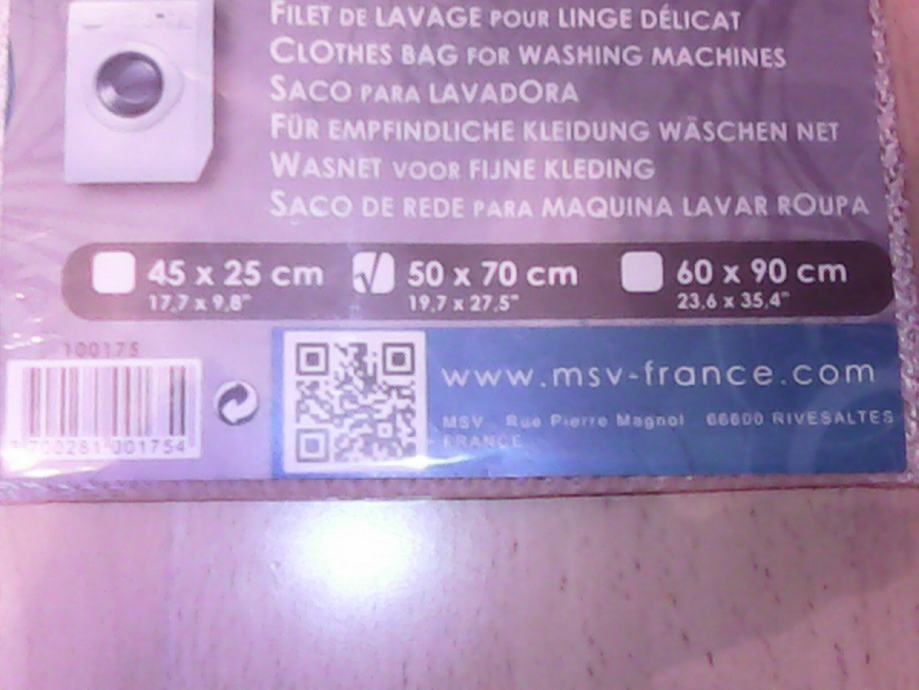 FILET DE LAVAGE POUR LINGE DÉLICAT
CLOTHES BAG FOR WASHING MACHINES
SACO PARA LAVADORA
FÜR EMPFINDLICHE KLEIDUNG WÄSCHEN NET
WASNET VOOR FIJNE KLEDING
SACO DE REDE PARA MAQUINA LAVAR ROUPA
45 x 25 cm 50 x 70 cm 60 x 90 cm
17,7 x 9,8" 19,7 x 27,5" 23,6 x 35,4"
100175
www.msv-france.com
MSV Rue Pierre Magnol 66600 RIVESALTES
FRANCE
3 700281 001754